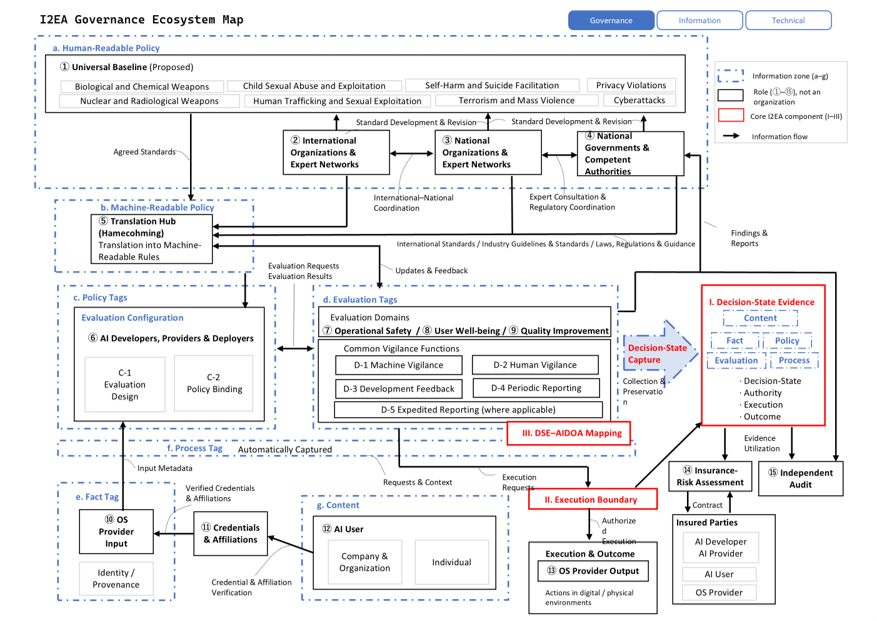 I2EA Governance Ecosystem Map
Governance
Information
Technical
a. Human-Readable Policy
① Universal Baseline (Proposed)
Biological and Chemical Weapons
Child Sexual Abuse and Exploitation
Self-Harm and Suicide Facilitation
Privacy Violations
Nuclear and Radiological Weapons
Human Trafficking and Sexual Exploitation
Terrorism and Mass Violence
Cyberattacks
Information zone (a–g)
Role (①–⑮), not an
organization
Core I2EA component (I–III)
Information flow
Standard Development & Revision
Standard Development & Revision
Agreed Standards
② International
Organizations &
Expert Networks
③ National
Organizations &
Expert Networks
④ National
Governments &
Competent
Authorities
International–National
Coordination
Expert Consultation &
Regulatory Coordination
b. Machine-Readable Policy
⑤ Translation Hub
(Hamecohming)
Translation into Machine-
Readable Rules
International Standards / Industry Guidelines & Standards / Laws, Regulations & Guidance
Findings &
Reports
Evaluation Requests
Evaluation Results
Updates & Feedback
c. Policy Tags
Evaluation Configuration
⑥ AI Developers, Providers & Deployers
C-1
Evaluation
Design
C-2
Policy Binding
d. Evaluation Tags
Evaluation Domains
⑦ Operational Safety / ⑧ User Well-being / ⑨ Quality Improvement
Common Vigilance Functions
D-1 Machine Vigilance
D-2 Human Vigilance
D-3 Development Feedback
D-4 Periodic Reporting
D-5 Expedited Reporting (where applicable)
III. DSE–AIDOA Mapping
Decision-State
Capture
Collection &
Preservatio
n
I. Decision-State Evidence
Content
Fact
Policy
Evaluation
Process
· Decision-State
· Authority
· Execution
· Outcome
f. Process Tag
Automatically Captured
Input Metadata
Requests & Context
Execution
Requests
Evidence
Utilization
e. Fact Tag
Verified Credential
& Affiliations
⑩ OS
Provider
Input
Identity /
Provenance
⑪ Credentials
& Affiliations
Credential & Affiliation
Verification
g. Content
⑫ AI User
Company &
Organization
Individual
II. Execution Boundary
Authorize
d
Execution
Execution & Outcome
⑬ OS Provider Output
Actions in digital / physical
environments
⑭ Insurance-
Risk Assessment
⑮ Independent
Audit
Contract
Insured Parties
AI Developer
AI Provider
AI User
OS Provider